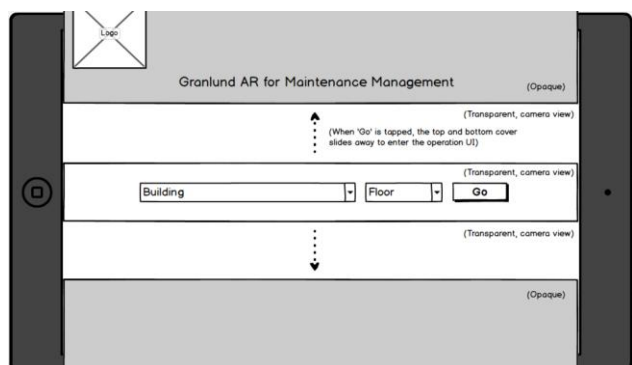 Logo
Granlund AR for Maintenance Management
(Opaque)
(Transparent, camera view)
(When 'Go' is tapped, the top and bottom cover
slides away to enter the operation UI)
(Transparent, camera view)
Building
Floor
Go
(Transparent, camera view)
(Opaque)